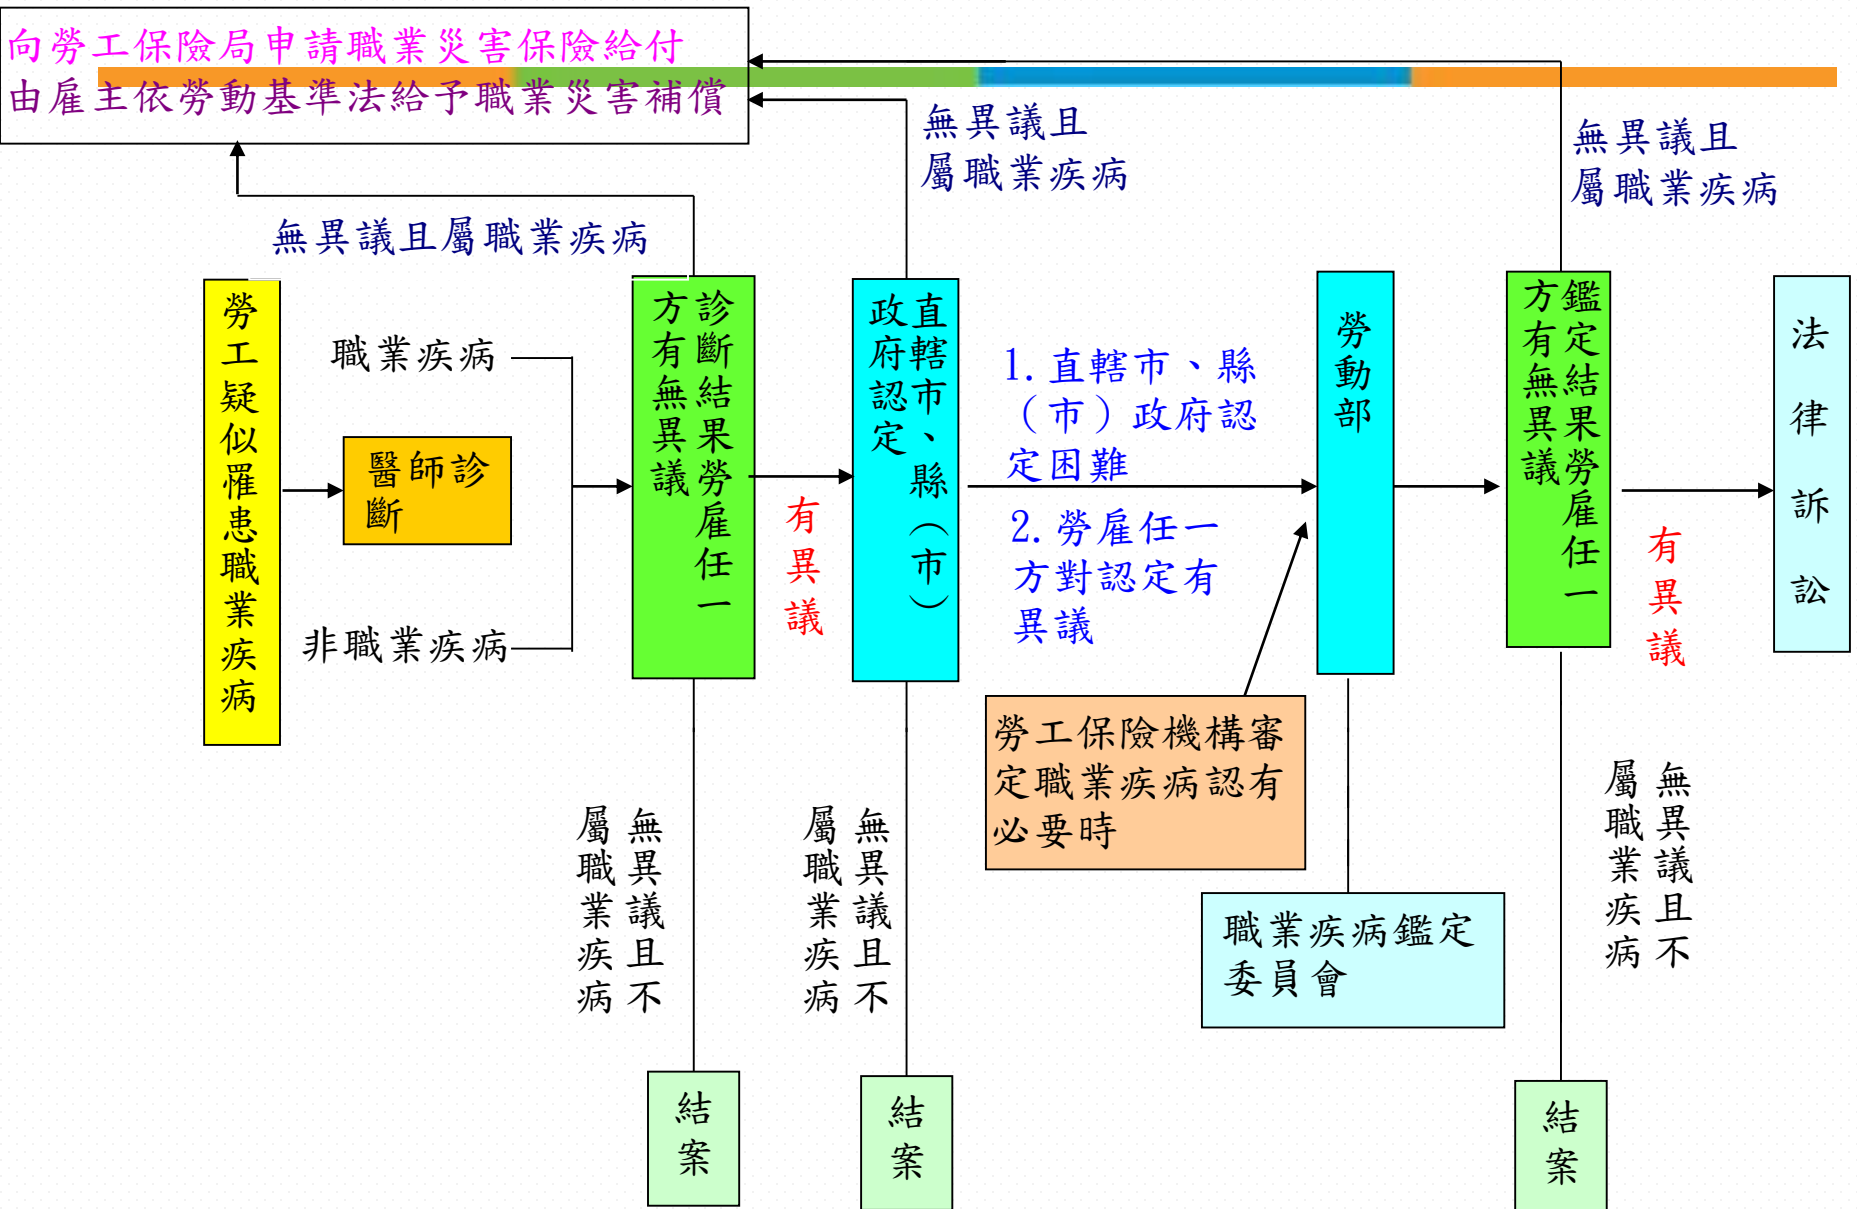 向勞工保險局申請職業災害保險給付
由雇主依勞動基準法給予職業災害補償
無異議且
屬職業疾病
無異議且
屬職業疾病
無異議且屬職業疾病
勞工疑似罹患職業疾病
職業疾病
醫師診
斷
非職業疾病
診斷結果勞雇任一
方有無異議
有異議
直轄市、縣（市）
政府認定
1. 直轄市、縣
（市）政府認
定困難
2. 勞雇任一
方對認定有
異議
勞動部
鑑定結果勞雇任一
方有無異議
有異議
法律訴訟
勞工保險機構審
定職業疾病認有
必要時
職業疾病鑑定
委員會
無異議且不
屬職業疾病
無異議且不
屬職業疾病
無異議且不
屬職業疾病
結案
結案
結案